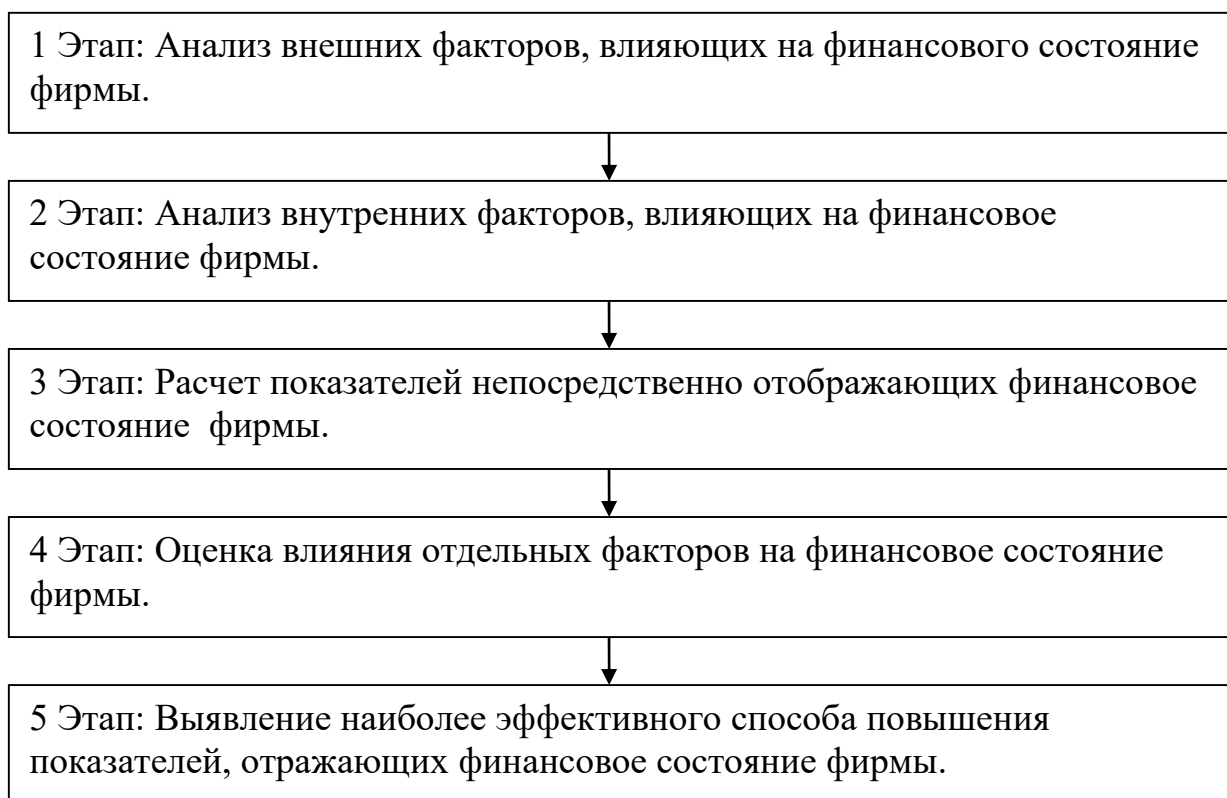 1 Этап: Анализ внешних факторов, влияющих на финансового состояние
фирмы.
2 Этап: Анализ внутренних факторов, влияющих на финансовое
состояние фирмы.
3 Этап: Расчет показателей непосредственно отображающих финансовое
состояние  фирмы.
4 Этап: Оценка влияния отдельных факторов на финансовое состояние
фирмы.
5 Этап: Выявление наиболее эффективного способа повышения
показателей, отражающих финансовое состояние фирмы.